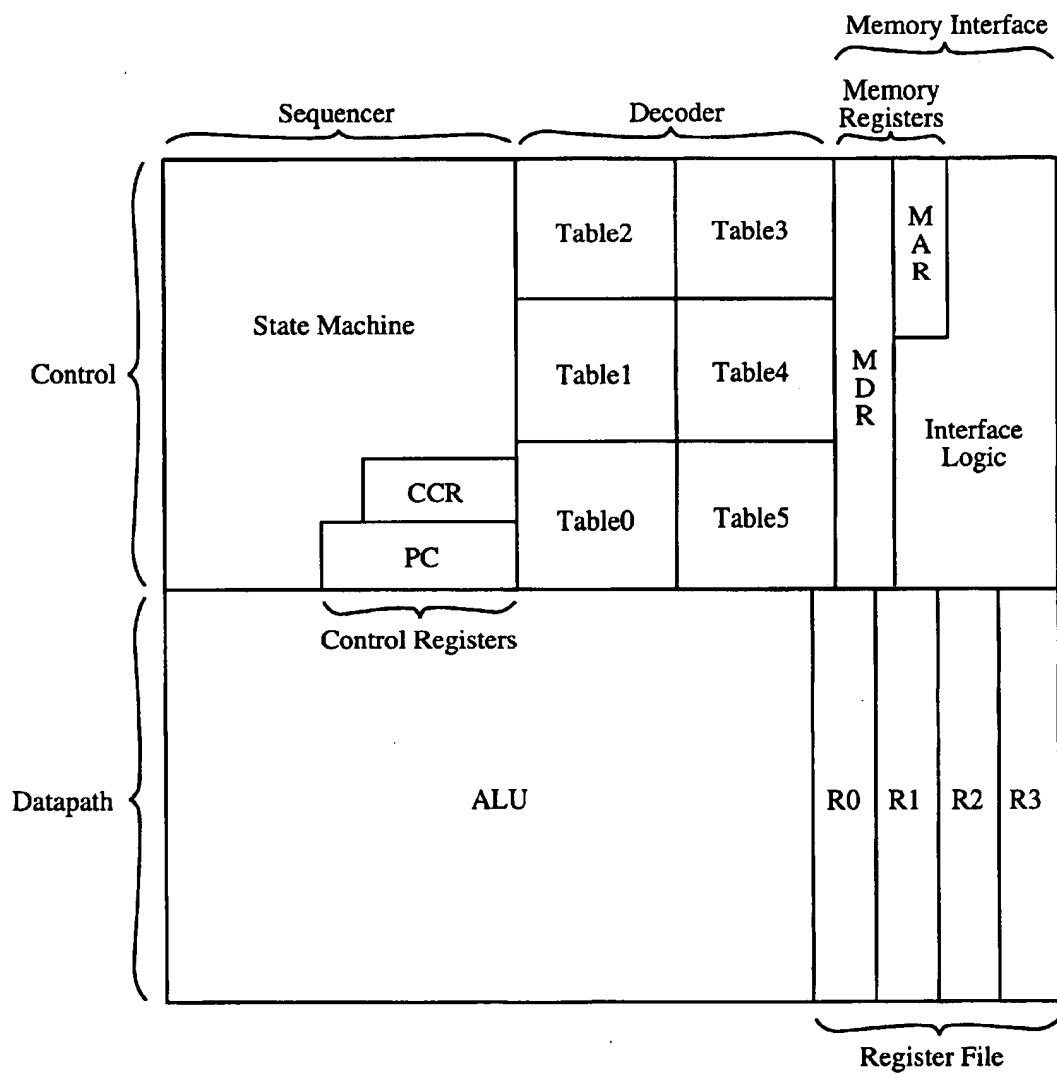 Memory Interface
Sequencer
Decoder
Memory
Registers
Control
State Machine
Table2
Table3
M
A
R
Table1
Table4
M
D
R
Interface
Logic
CCR
PC
Table0
Table5
Control Registers
Datapath
ALU
R0
R1
R2
R3
Register File